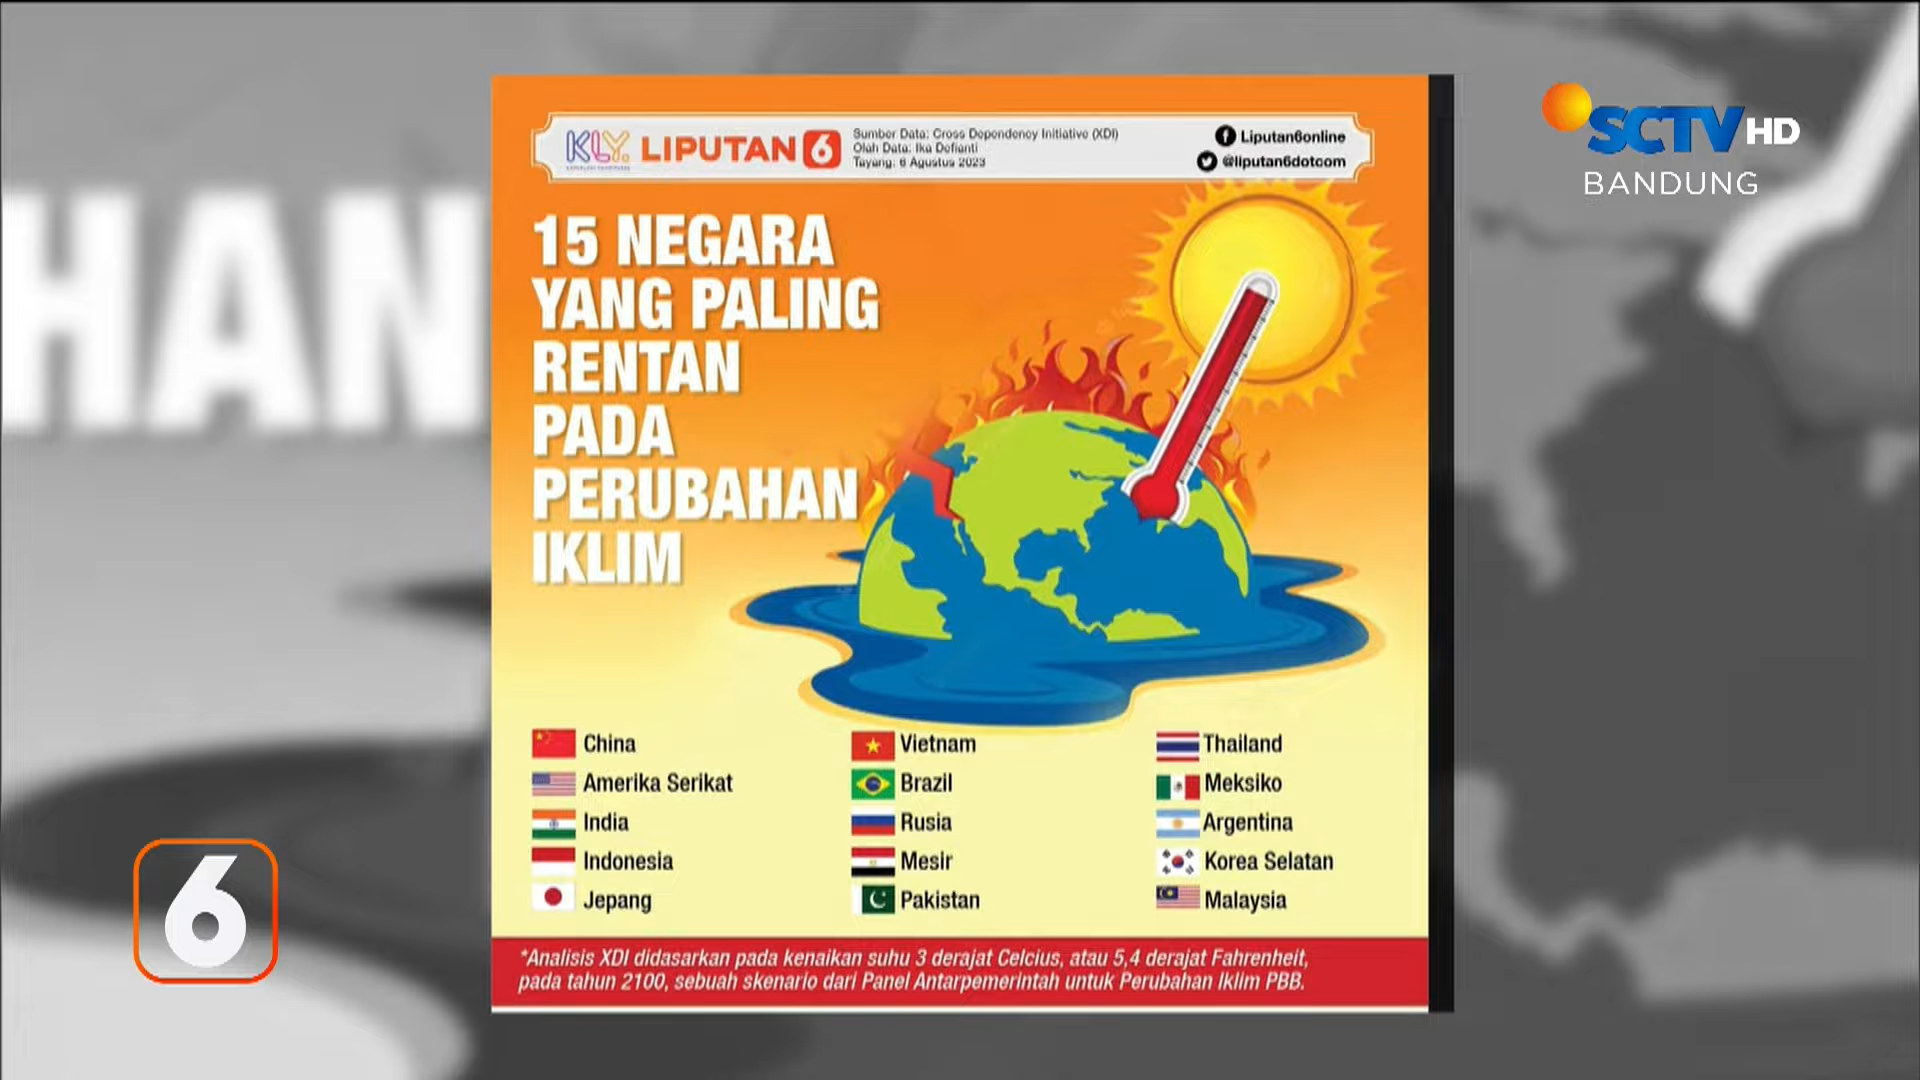 SCTV HD
BANDUNG
HAN
KLY. LIPUTAN 6
Sumber Data: Cross Dependency Initiative (XDI)
Olah Data: Ika Defianti
Tayang: 6 Agustus 2023
Liputan6online
@liputan6dotcom
15 NEGARA
YANG PALING
RENTAN
PADA
PERUBAHAN
IKLIM
China
Amerika Serikat
India
Indonesia
Jepang
Vietnam
Brazil
Rusia
Mesir
Pakistan
Thailand
Meksiko
Argentina
Korea Selatan
Malaysia
*Analisis XDI didasarkan pada kenaikan suhu 3 derajat Celcius, atau 5,4 derajat Fahrenheit,
pada tahun 2100, sebuah skenario dari Panel Antarpemerintah untuk Perubahan Iklim PBB.
6